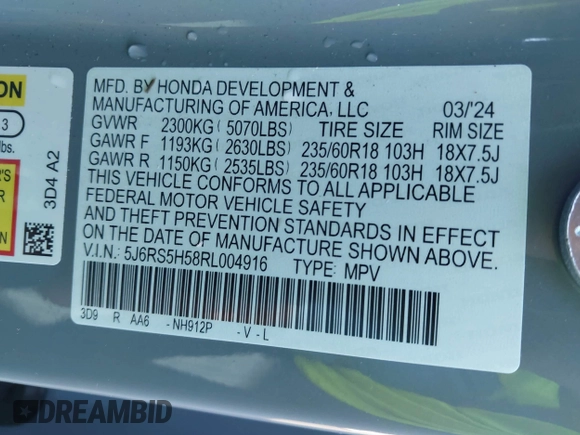 MFD. BY HONDA DEVELOPMENT &
MANUFACTURING OF AMERICA, LLC 03/'24
GVWR 2300KG (5070LBS) TIRE SIZE RIM SIZE
GAWR F 1193KG (2630LBS) 235/60R18 103H 18X7.5J
GAWR R 1150KG (2535LBS) 235/60R18 103H 18X7.5J
THIS VEHICLE CONFORMS TO ALL APPLICABLE
FEDERAL MOTOR VEHICLE SAFETY
AND THEFT PREVENTION STANDARDS IN EFFECT
ON THE DATE OF MANUFACTURE SHOWN ABOVE.
V.I.N.: 5J6RS5H58RL004916 TYPE: MPV
3D9 R AA6 - NH912P - V - L
ION
3
lbs.
R'S
R
3D4 A2
DREAMBID